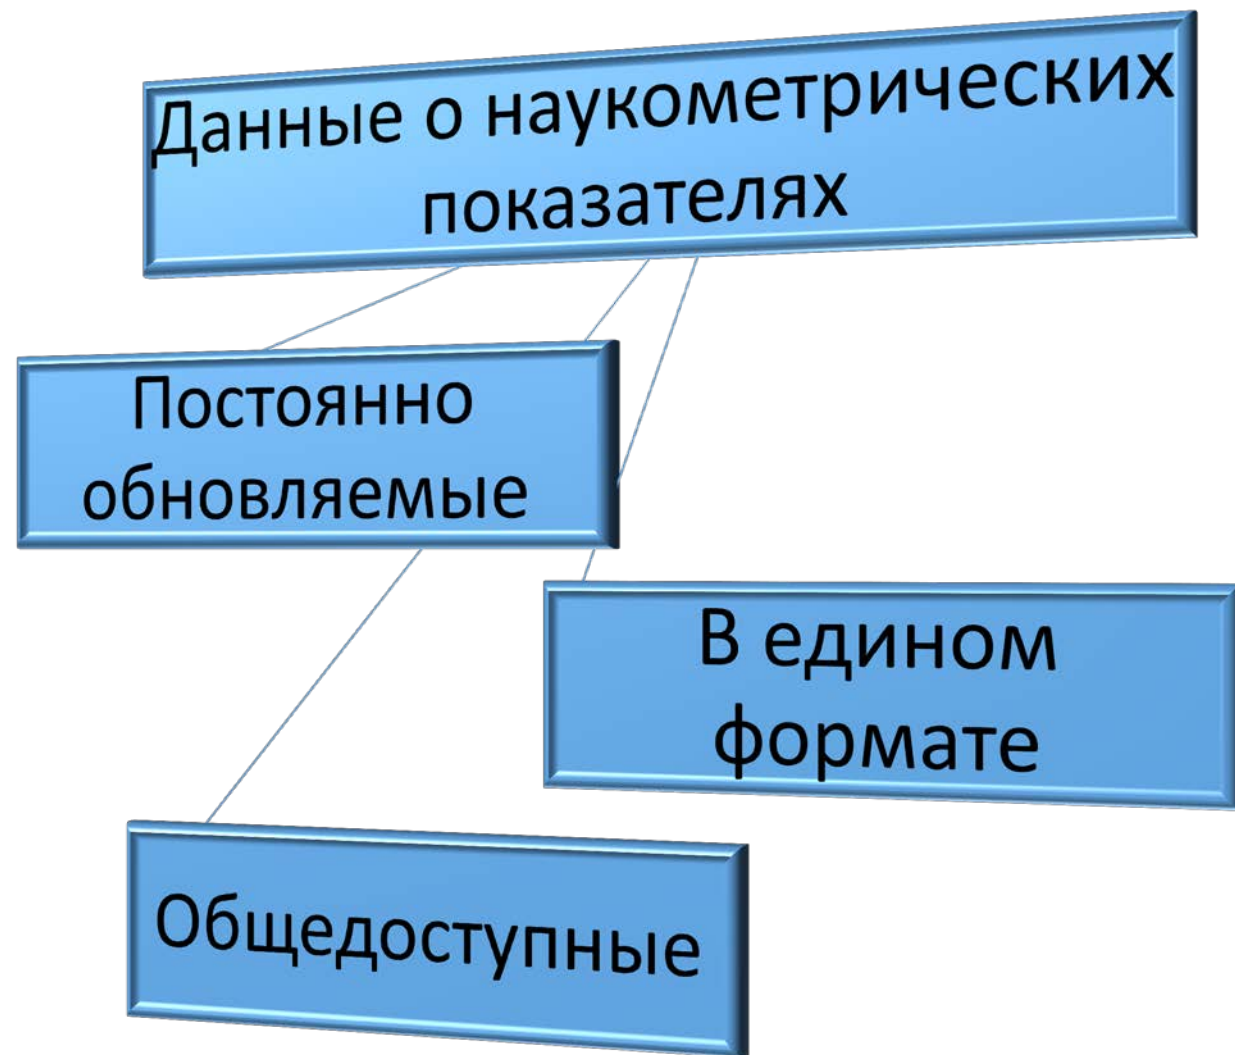 Данные о наукометрических
показателях
Постоянно
обновляемые
В едином
формате
Общедоступные